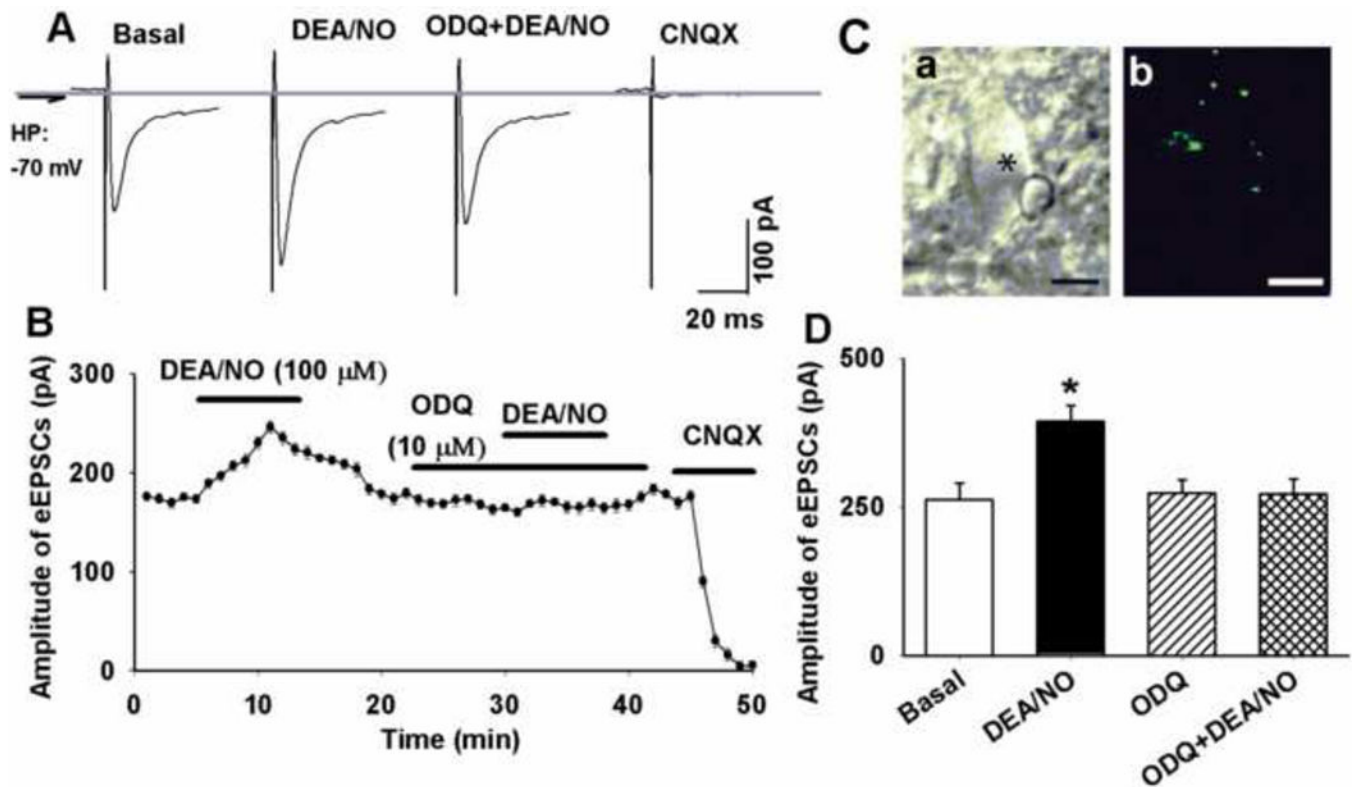 A
Basal
DEA/NO
ODQ+DEA/NO
CNQX
HP:
-70 mV
100 pA
20 ms
B
Amplitude of eEPSCs (pA)
300
200
100
0
DEA/NO (100 μM)
ODQ
(10 μM)
DEA/NO
CNQX
0 10 20 30 40 50
Time (min)
C
a
*
b
D
Amplitude of eEPSCs (pA)
500
250
0
*
Basal
DEA/NO
ODQ
ODQ+DEA/NO